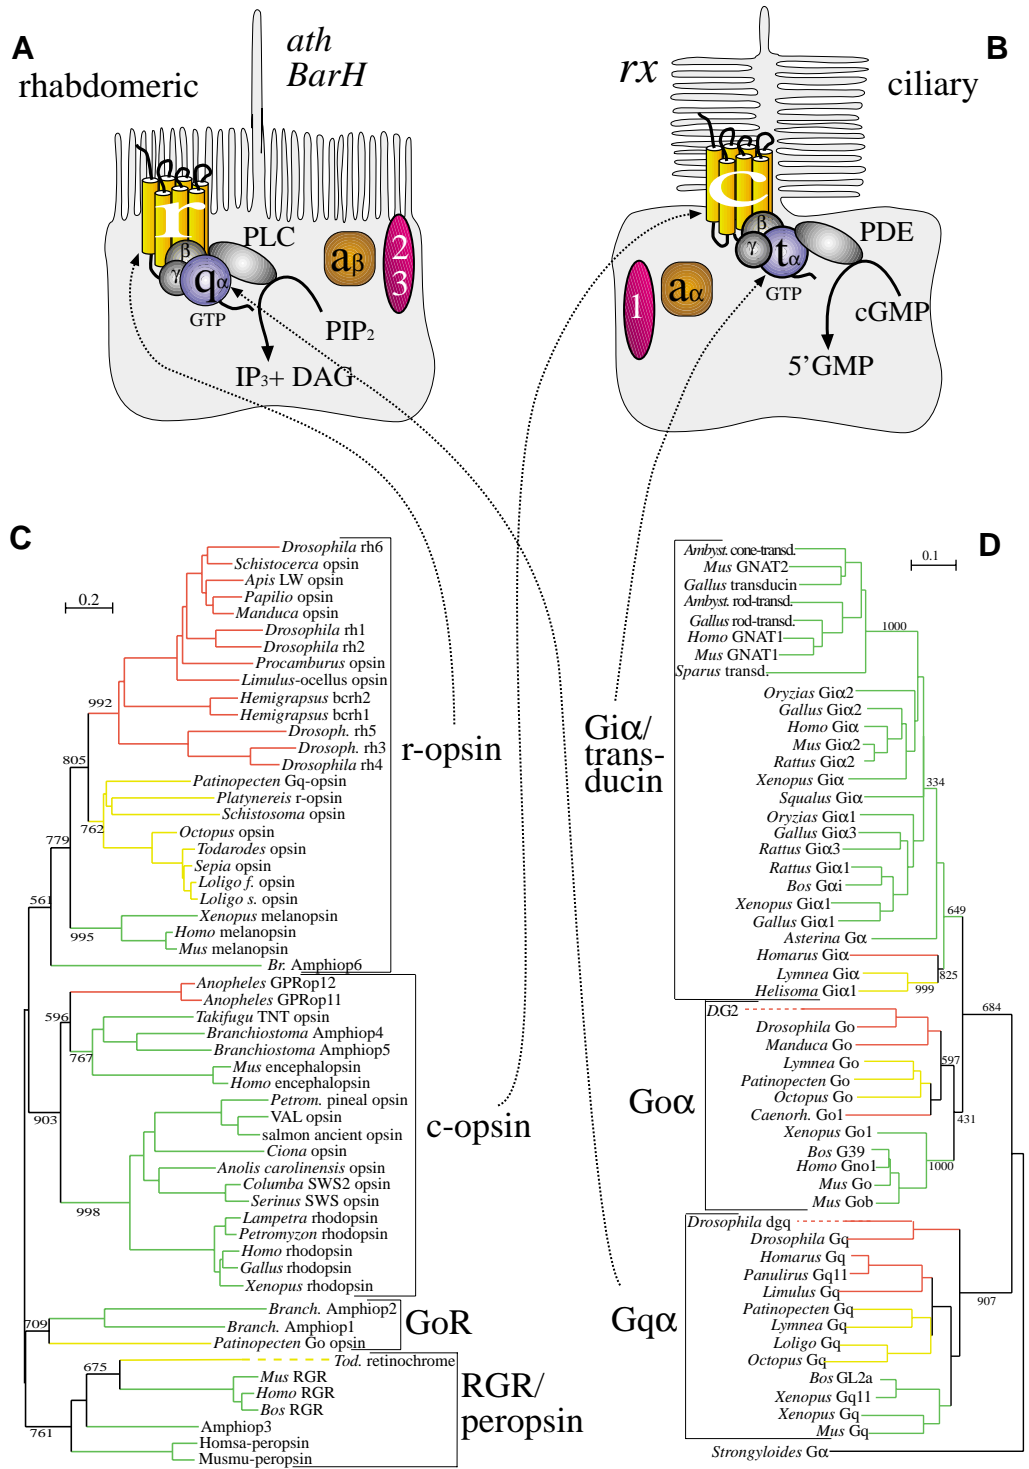 A
rhabdomeric
ath
BarH
r
β
γ
qα
GTP
PLC
PIP2
IP3+ DAG
aβ
2
3
B
rx
ciliary
c
β
γ
tα
GTP
PDE
cGMP
5’GMP
1
aα
C
0.2
Drosophila rh6
Schistocerca opsin
Apis LW opsin
Papilio opsin
Manduca opsin
Drosophila rh1
Drosophila rh2
Procamburus opsin
Limulus-ocellus opsin
Hemigrapsus bcrh2
Hemigrapsus bcrh1
Drosoph. rh5
Drosoph. rh3
Drosophila rh4
Patinopecten Gq-opsin
Platynereis r-opsin
Schistosoma opsin
Octopus opsin
Todarodes opsin
Sepia opsin
Loligo f. opsin
Loligo s. opsin
Xenopus melanopsin
Homo melanopsin
Mus melanopsin
Br. Amphiop6
992
805
762
779
561
995
r-opsin
Anopheles GPRop12
Anopheles GPRop11
Takifugu TNT opsin
Branchiostoma Amphiop4
Branchiostoma Amphiop5
Mus encephalopsin
Homo encephalopsin
Petrom. pineal opsin
VAL opsin
salmon ancient opsin
Ciona opsin
Anolis carolinensis opsin
Columba SWS2 opsin
Serinus SWS opsin
Lampetra rhodopsin
Petromyzon rhodopsin
Homo rhodopsin
Gallus rhodopsin
Xenopus rhodopsin
596
767
903
998
c-opsin
Branch. Amphiop2
Branch. Amphiop1
Patinopecten Go opsin
709
GoR
Tod. retinochrome
Mus RGR
Homo RGR
Bos RGR
Amphiop3
Homsa-peropsin
Musmu-peropsin
675
761
RGR/
peropsin
D
0.1
Ambyst. cone-transd.
Mus GNAT2
Gallus transducin
Ambyst. rod-transd.
Gallus rod-transd.
Homo GNAT1
Mus GNAT1
Sparus transd.
Oryzias Giα2
Gallus Giα2
Homo Giα
Mus Giα2
Rattus Giα2
Xenopus Giα
Squalus Giα
Oryzias Giα1
Gallus Giα3
Rattus Giα3
Rattus Giα1
Bos Gαi
Xenopus Giα1
Gallus Giα1
Asterina Gα
Homarus Giα
Lymnea Giα
Helisoma Giα1
1000
334
649
825
999
684
Giα/
trans-
ducin
D.G2
Drosophila Go
Manduca Go
Lymnea Go
Patinopecten Go
Octopus Go
Caenorh. Go1
Xenopus Go1
Bos G39
Homo Gno1
Mus Go
Mus Gob
597
431
1000
Goα
Drosophila dgq
Drosophila Gq
Homarus Gq
Panulirus Gq11
Limulus Gq
Patinopecten Gq
Lymnea Gq
Loligo Gq
Octopus Gq
Bos GL2a
Xenopus Gq11
Xenopus Gq
Mus Gq
Strongyloides Gα
907
Gqα